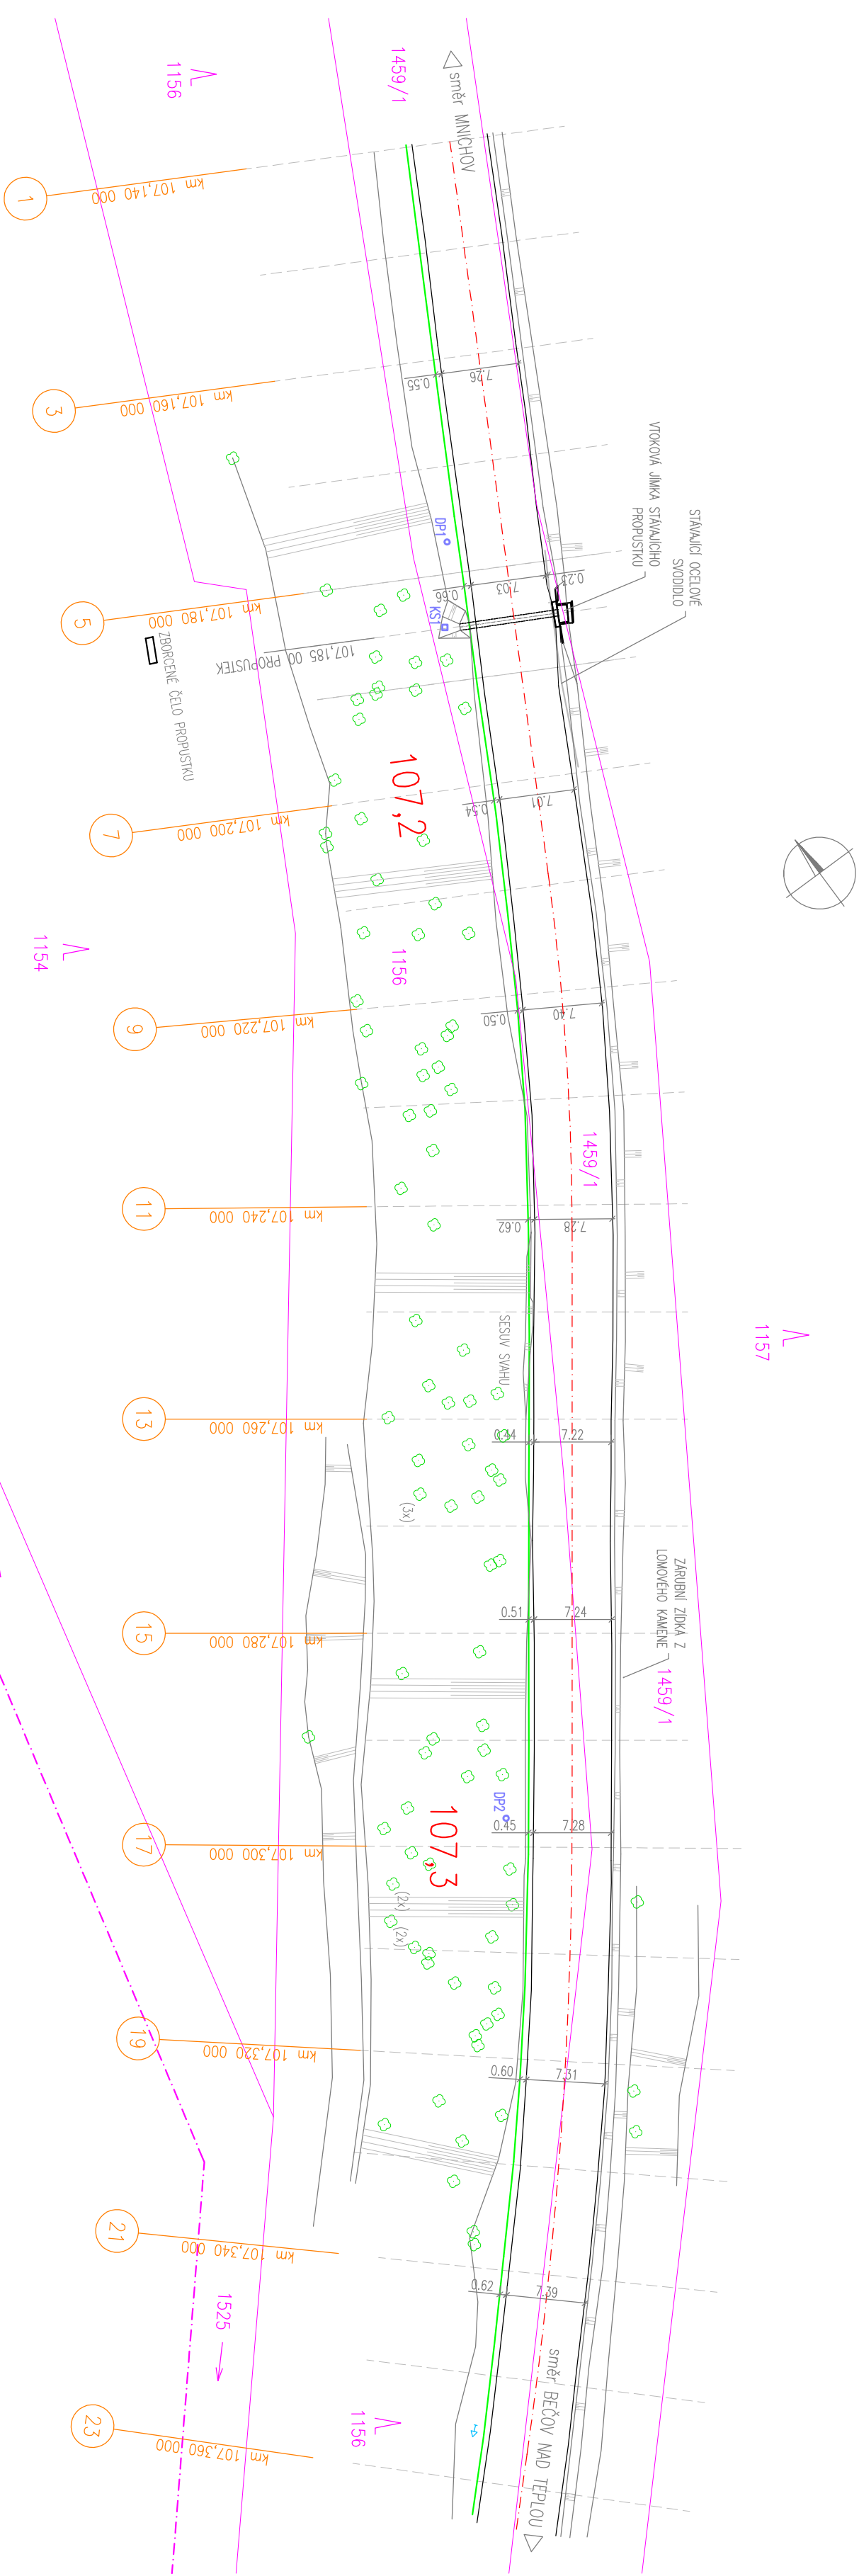 1156
1459/1
směr MNICHOV
1
km 107,140 000
3
km 107,160 000
0.55
7.26
STÁVAJÍCÍ OCELOVÉ
SVODIDLO
VTOKOVÁ JÍMKA STÁVAJÍCÍHO
PROPUSTKU
DP1
0.66
7.03
0.23
KS1
5
km 107,180 000
107,185 00 PROPUSTEK
ZBORCENÉ ČELO PROPUSTKU
107,2
7
km 107,200 000
0.54
7.01
1154
1156
9
km 107,220 000
0.50
7.40
1459/1
11
km 107,240 000
0.62
7.28
1157
SESUV SVAHU
13
km 107,260 000
0.44
7.22
(3x)
ZÁRUBNÍ ZÍDKA Z
LOMOVÉHO KAMENE
15
km 107,280 000
0.51
7.24
1459/1
DP2
107,3
17
km 107,300 000
0.45
7.28
(2x)
(2x)
19
km 107,320 000
0.60
7.31
21
km 107,340 000
0.62
7.39
1525
směr BEČOV NAD TEPLOU
1156
23
km 107,360 000